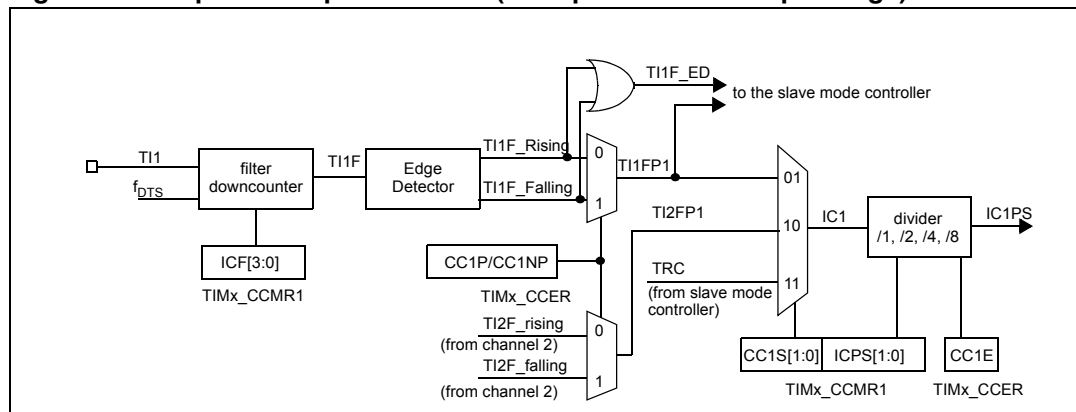 TI1F_ED
to the slave mode controller
TI1
fDTS
filter
downcounter
TI1F
Edge
Detector
TI1F_Rising
TI1F_Falling
0
1
TI1FP1
TI2FP1
01
10
11
IC1
divider
/1, /2, /4, /8
IC1PS
ICF[3:0]
TIMx_CCMR1
CC1P/CC1NP
TIMx_CCER
TRC
(from slave mode
controller)
TI2F_rising
(from channel 2)
TI2F_falling
(from channel 2)
0
1
CC1S[1:0]
ICPS[1:0]
TIMx_CCMR1
CC1E
TIMx_CCER